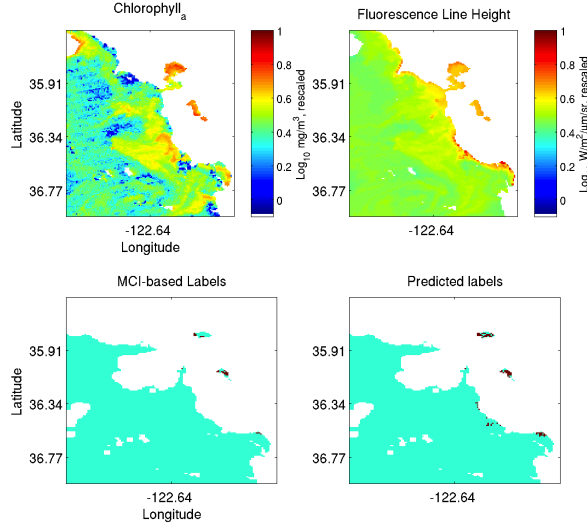 Chlorophyll_a
Fluorescence Line Height
Latitude
35.91
36.34
36.77
-122.64
Longitude
1
0.8
0.6
0.4
0.2
0
Log10 mg/m3, rescaled
35.91
36.34
36.77
-122.64
1
0.8
0.6
0.4
0.2
0
W/m2/um/sr, rescaled
MCI-based Labels
Predicted labels
Latitude
35.91
36.34
36.77
-122.64
Longitude
35.91
36.34
36.77
-122.64